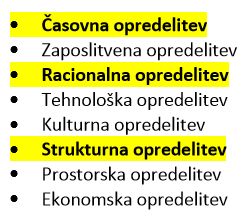 • Časovna opredelitev
• Zaposlitvena opredelitev
• Racionalna opredelitev
• Tehnološka opredelitev
• Kulturna opredelitev
• Strukturna opredelitev
• Prostorska opredelitev
• Ekonomska opredelitev